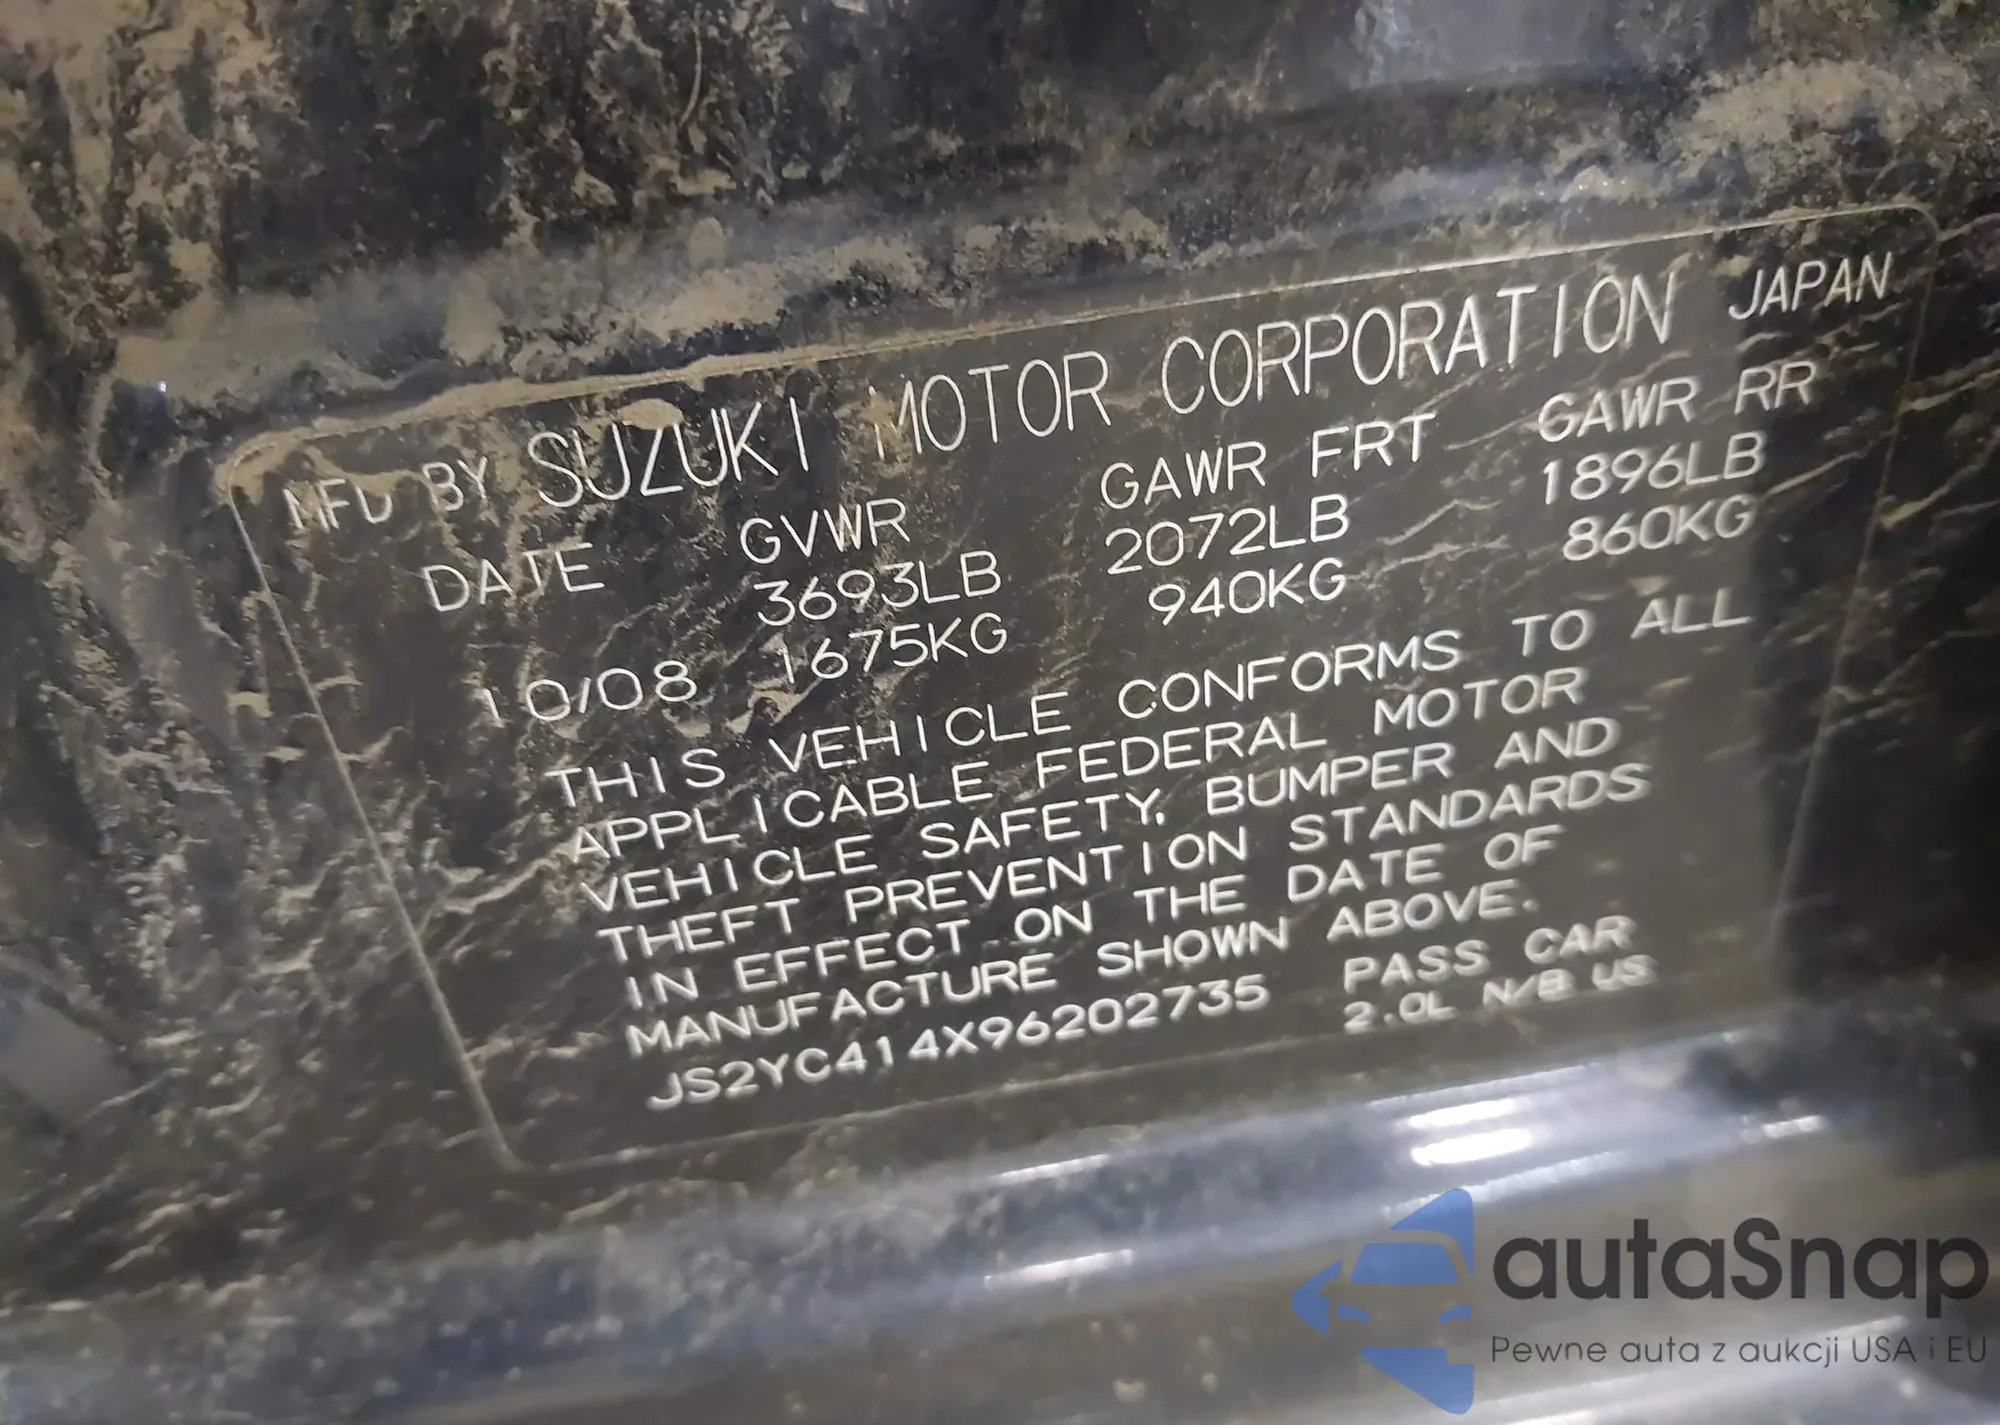 MFD BY SUZUKI MOTOR CORPORATION JAPAN
DATE GVWR GAWR FRT GAWR RR
3693LB 2072LB 1896LB
10/08 1675KG 940KG 860KG
THIS VEHICLE CONFORMS TO ALL
APPLICABLE FEDERAL MOTOR
VEHICLE SAFETY, BUMPER AND
THEFT PREVENTION STANDARDS
IN EFFECT ON THE DATE OF
MANUFACTURE SHOWN ABOVE.
JS2YC414X96202735 PASS CAR
2.0L N/B US
autaSnap
Pewne auta z aukcji USA i EU